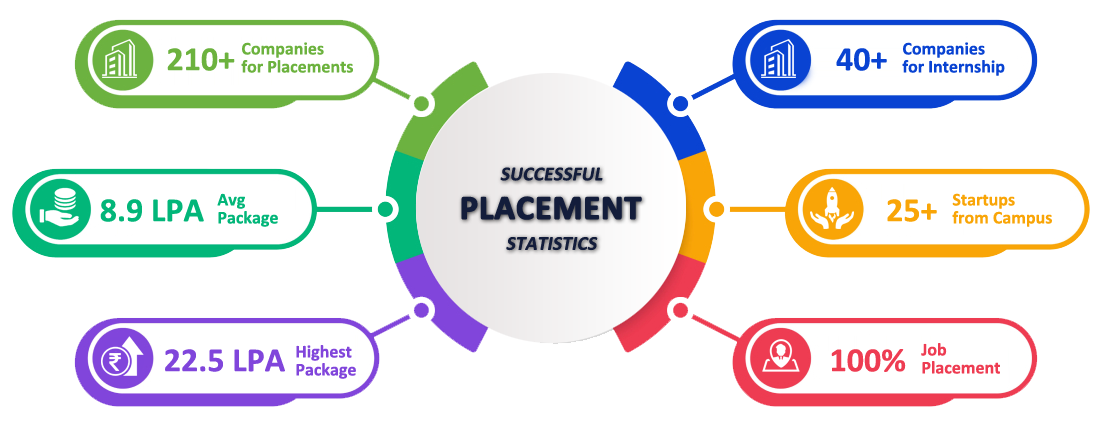 210+
Companies
for Placements
8.9 LPA
Avg
Package
22.5 LPA
Highest
Package
SUCCESSFUL
PLACEMENT
STATISTICS
40+
Companies
for Internship
25+
Startups
from Campus
100%
Job
Placement
₹